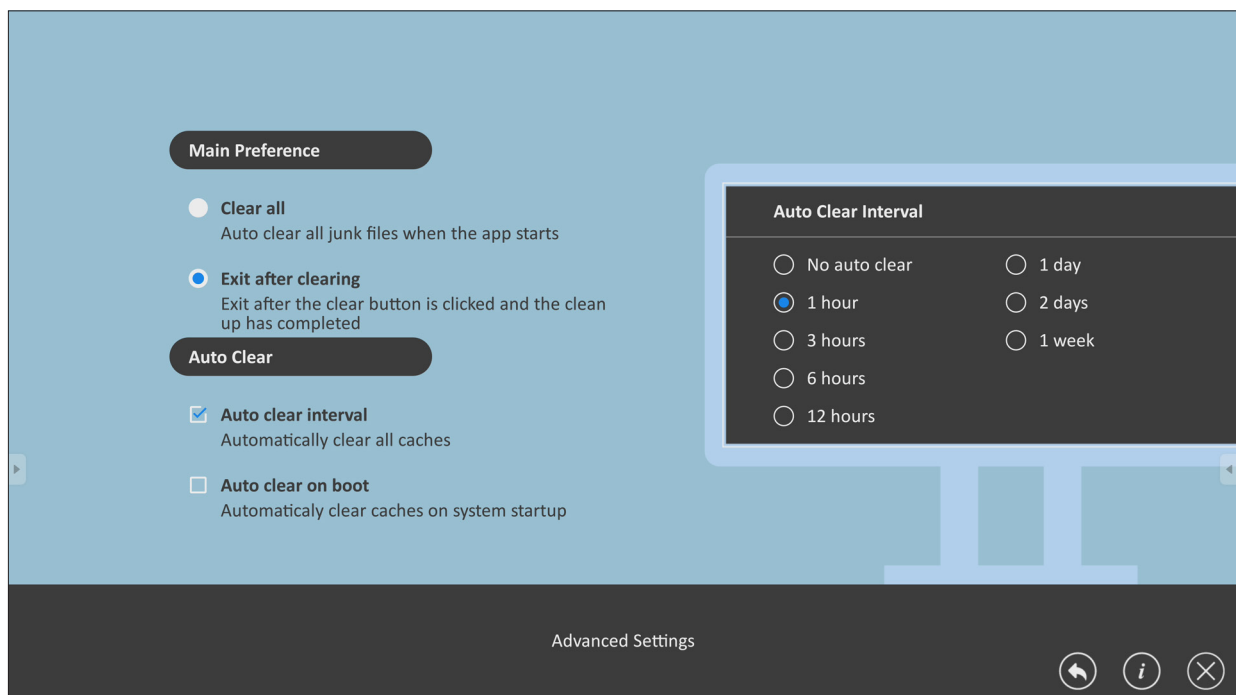 Main Preference
Clear all
Auto clear all junk files when the app starts
Exit after clearing
Exit after the clear button is clicked and the clean
up has completed
Auto Clear
Auto clear interval
Automatically clear all caches
Auto clear on boot
Automaticaly clear caches on system startup
Auto Clear Interval
No auto clear
1 hour
3 hours
6 hours
12 hours
1 day
2 days
1 week
Advanced Settings
i